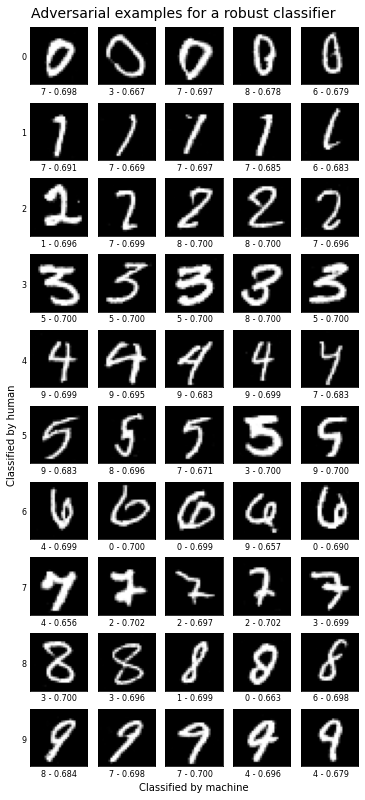 Adversarial examples for a robust classifier
0
7 - 0.698 3 - 0.667 7 - 0.697 8 - 0.678 6 - 0.679
1
7 - 0.691 7 - 0.669 7 - 0.697 7 - 0.685 6 - 0.683
2
1 - 0.696 7 - 0.699 8 - 0.700 8 - 0.700 7 - 0.696
3
5 - 0.700 5 - 0.700 5 - 0.700 8 - 0.700 5 - 0.700
4
9 - 0.699 9 - 0.695 9 - 0.683 9 - 0.699 7 - 0.683
Classified by human
5
9 - 0.683 8 - 0.696 7 - 0.671 3 - 0.700 9 - 0.700
6
4 - 0.699 0 - 0.700 0 - 0.699 9 - 0.657 0 - 0.690
7
4 - 0.656 2 - 0.702 2 - 0.697 2 - 0.702 3 - 0.699
8
3 - 0.700 3 - 0.696 1 - 0.699 0 - 0.663 6 - 0.698
9
8 - 0.684 7 - 0.698 7 - 0.700 4 - 0.696 4 - 0.679
Classified by machine